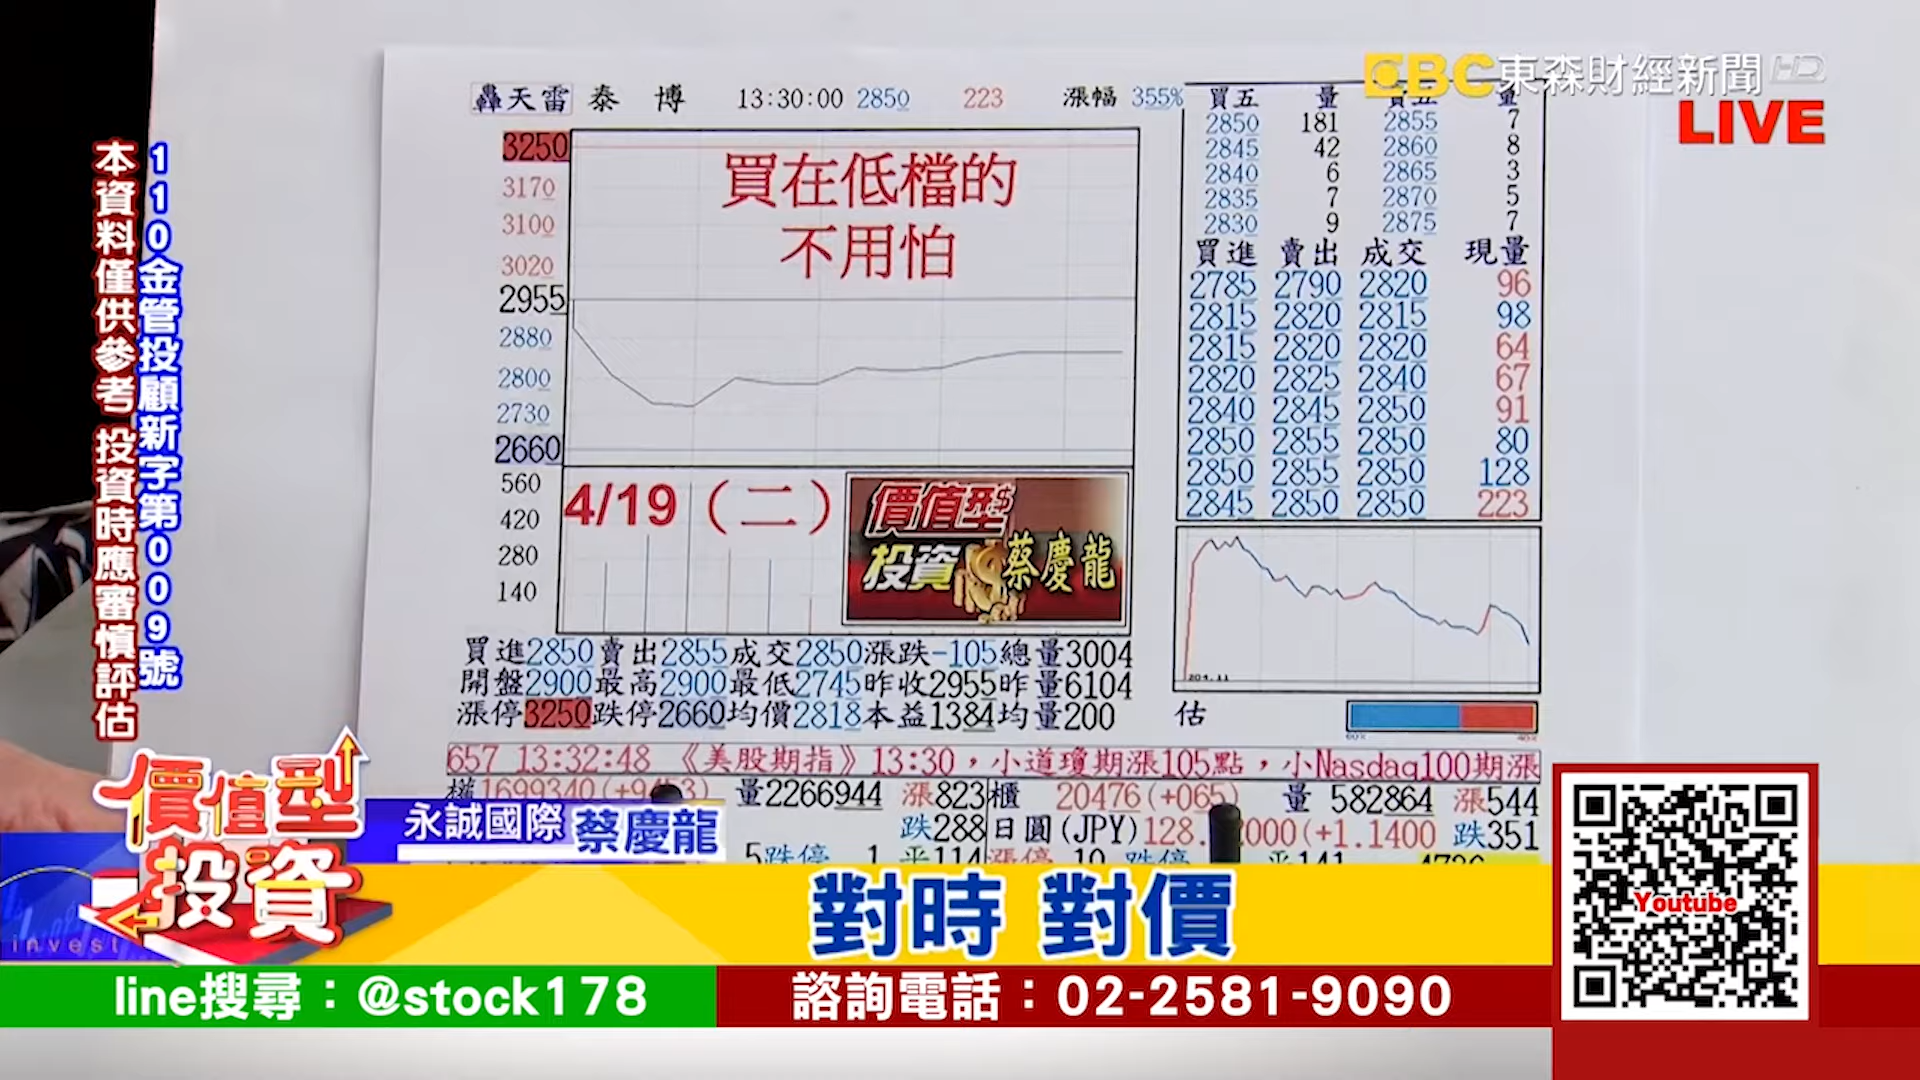 EBC東森財經新聞HD
LIVE
110金管投顧新字第009號
本資料僅供參考 投資時應審慎評估
轟天雷 泰 博 13:30:00 2850 223 漲幅 355%
買在低檔的
不用怕
3250
3170
3100
3020
2955
2880
2800
2730
2660
560
420
280
140
4/19(二)
價值型
投資
蔡慶龍
買五 量 賣五 量
2850 181 2855 7
2845 42 2860 8
2840 6 2865 3
2835 7 2870 5
2830 9 2875 7
買進 賣出 成交 現量
2785 2790 2820 96
2815 2820 2815 98
2815 2820 2820 64
2820 2825 2840 67
2840 2845 2850 91
2850 2855 2850 80
2850 2855 2850 128
2845 2850 2850 223
估
買進2850賣出2855成交2850漲跌-105總量3004
開盤2900最高2900最低2745昨收2955昨量6104
漲停3250跌停2660均價2818本益1384均量200
657 13:32:48 《美股期指》13:30,小道瓊期漲105點,小Nasdaq100期漲
量2266944 漲823櫃 20476(+065) 量 582864 漲544
跌288日圓(JPY)128. 2000(+1.1400 跌351
價值型
投資
invest
永誠國際 蔡慶龍
對時 對價
line搜尋:@stock178
諮詢電話:02-2581-9090
Youtube